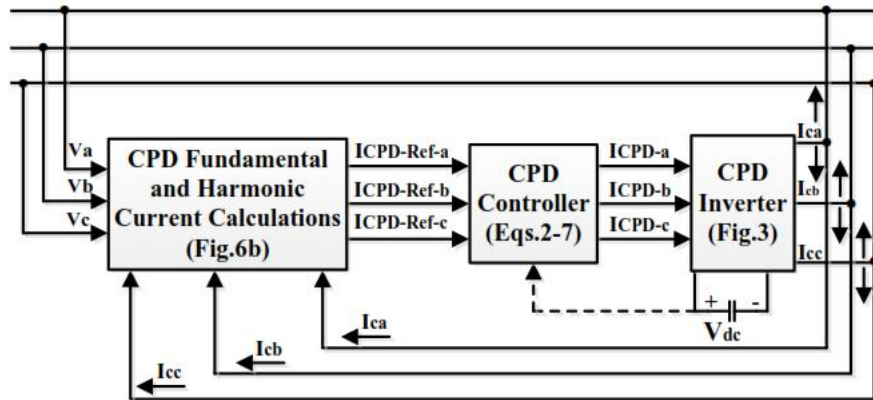 Va
Vb
Vc
CPD Fundamental
and Harmonic
Current Calculations
(Fig.6b)
ICPD-Ref-a
ICPD-Ref-b
ICPD-Ref-c
CPD
Controller
(Eqs.2-7)
ICPD-a
ICPD-b
ICPD-c
CPD
Inverter
(Fig.3)
Ica
Icb
Icc
+ -
Vdc
Ica
Icb
Icc